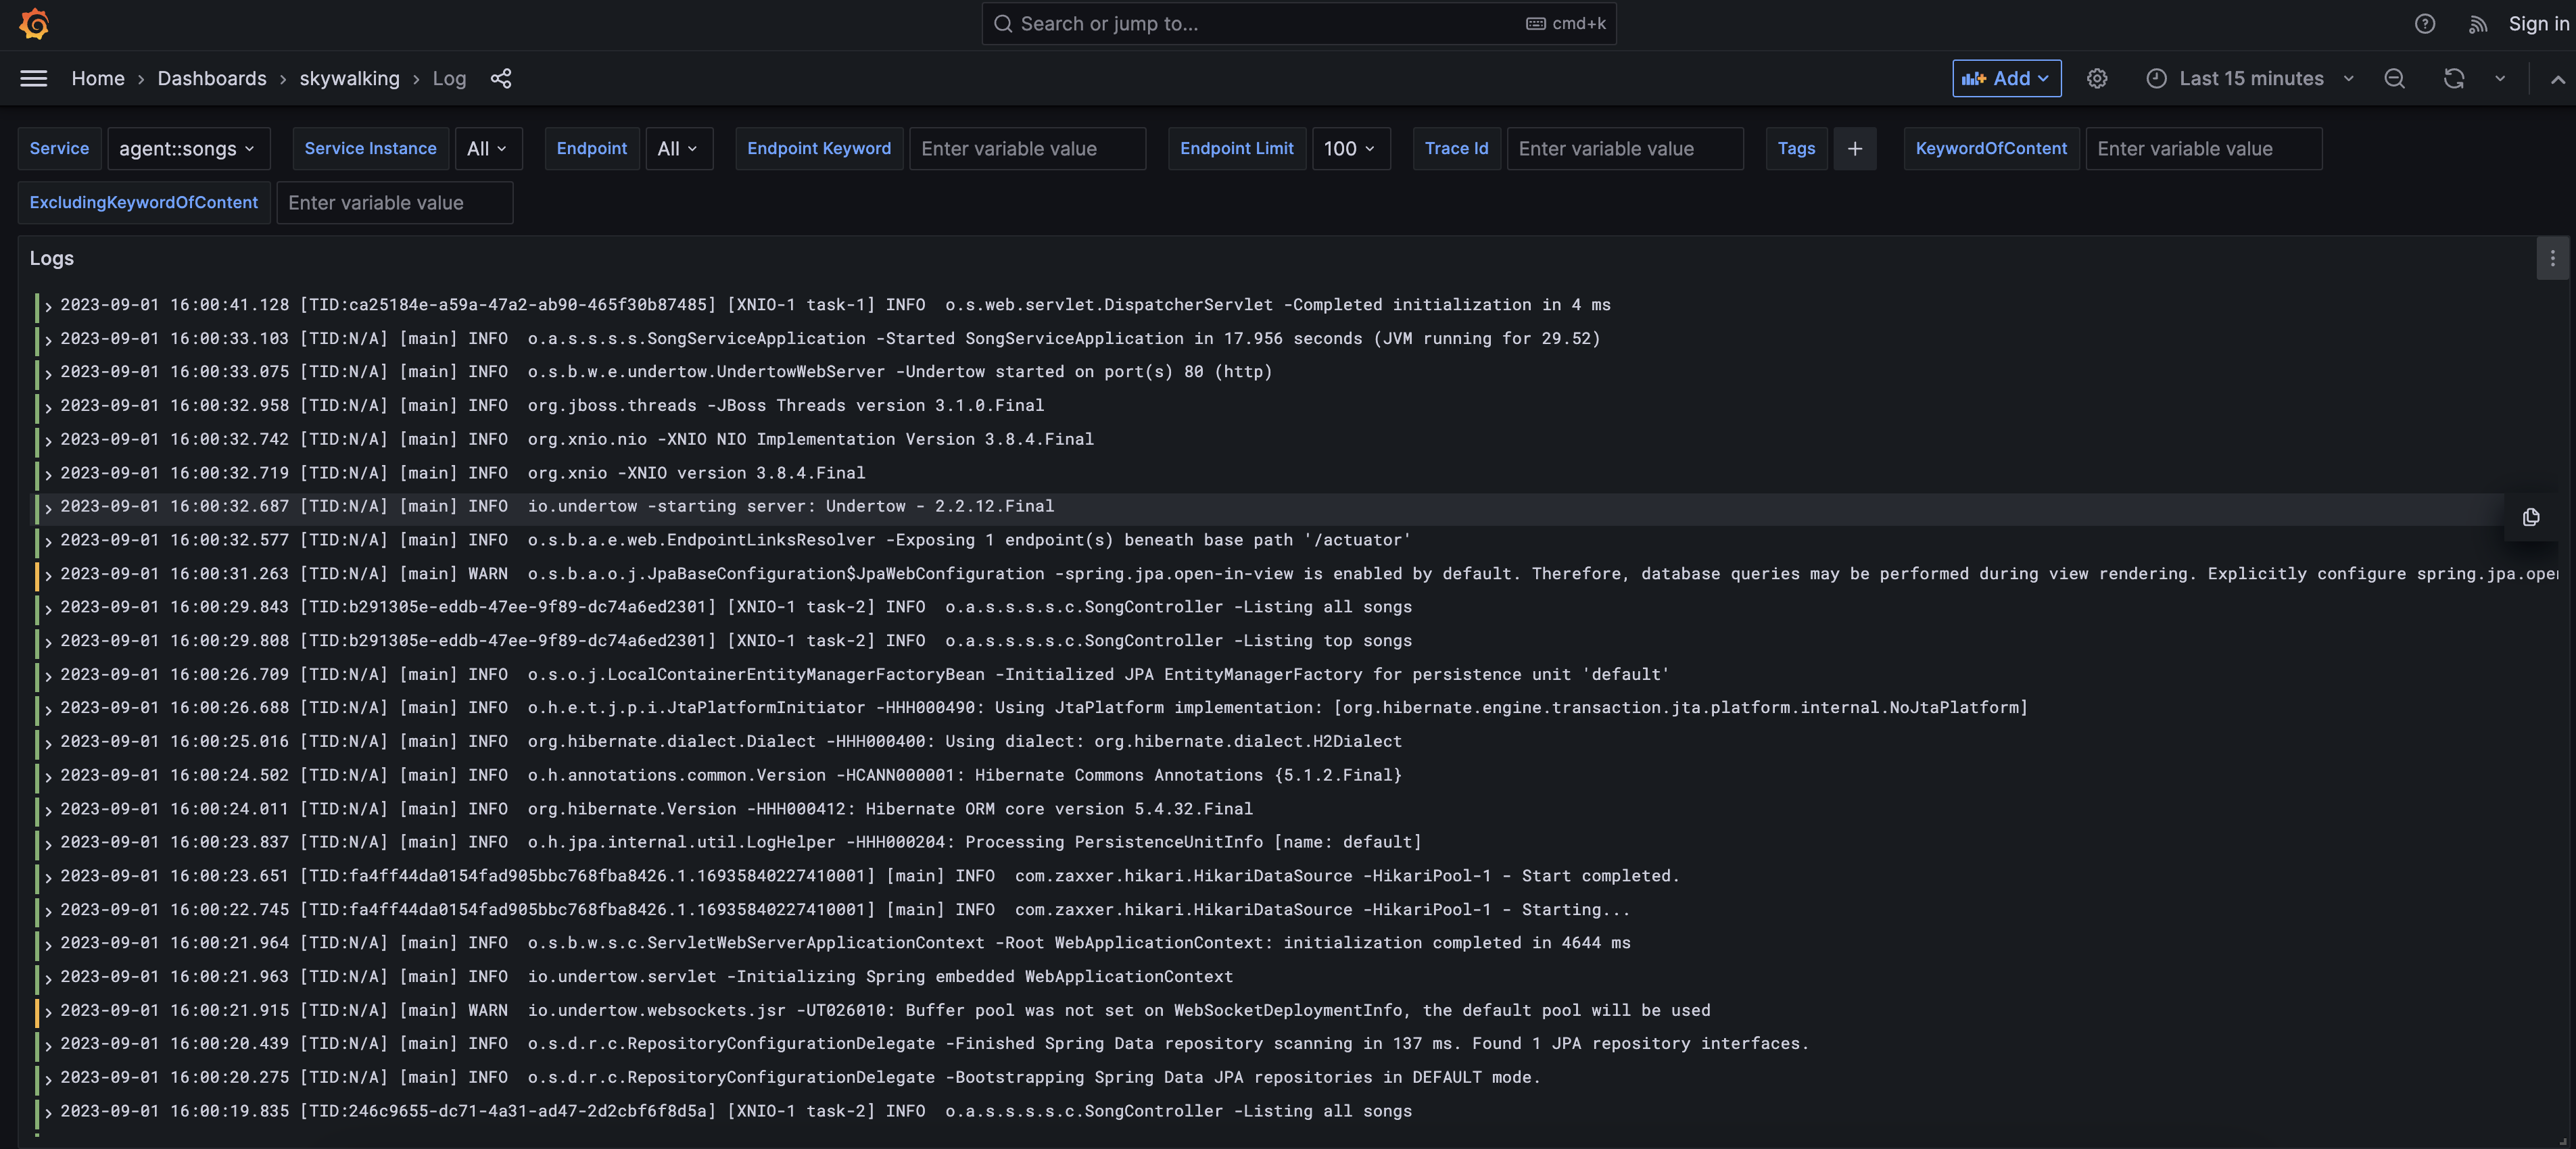 Search or jump to... cmd+k Sign in
Home › Dashboards › skywalking › Log Add Last 15 minutes
Service agent::songs Service Instance All Endpoint All Endpoint Keyword Enter variable value Endpoint Limit 100 Trace Id Enter variable value Tags + KeywordOfContent Enter variable value
ExcludingKeywordOfContent Enter variable value
Logs
2023-09-01 16:00:41.128 [TID:ca25184e-a59a-47a2-ab90-465f30b87485] [XNIO-1 task-1] INFO o.s.web.servlet.DispatcherServlet -Completed initialization in 4 ms
2023-09-01 16:00:33.103 [TID:N/A] [main] INFO o.a.s.s.s.s.SongServiceApplication -Started SongServiceApplication in 17.956 seconds (JVM running for 29.52)
2023-09-01 16:00:33.075 [TID:N/A] [main] INFO o.s.b.w.e.undertow.UndertowWebServer -Undertow started on port(s) 80 (http)
2023-09-01 16:00:32.958 [TID:N/A] [main] INFO org.jboss.threads -JBoss Threads version 3.1.0.Final
2023-09-01 16:00:32.742 [TID:N/A] [main] INFO org.xnio.nio -XNIO NIO Implementation Version 3.8.4.Final
2023-09-01 16:00:32.719 [TID:N/A] [main] INFO org.xnio -XNIO version 3.8.4.Final
2023-09-01 16:00:32.687 [TID:N/A] [main] INFO io.undertow -starting server: Undertow - 2.2.12.Final
2023-09-01 16:00:32.577 [TID:N/A] [main] INFO o.s.b.a.e.web.EndpointLinksResolver -Exposing 1 endpoint(s) beneath base path '/actuator'
2023-09-01 16:00:31.263 [TID:N/A] [main] WARN o.s.b.a.o.j.JpaBaseConfiguration$JpaWebConfiguration -spring.jpa.open-in-view is enabled by default. Therefore, database queries may be performed during view rendering. Explicitly configure spring.jpa.open
2023-09-01 16:00:29.843 [TID:b291305e-eddb-47ee-9f89-dc74a6ed2301] [XNIO-1 task-2] INFO o.a.s.s.s.s.c.SongController -Listing all songs
2023-09-01 16:00:29.808 [TID:b291305e-eddb-47ee-9f89-dc74a6ed2301] [XNIO-1 task-2] INFO o.a.s.s.s.s.c.SongController -Listing top songs
2023-09-01 16:00:26.709 [TID:N/A] [main] INFO o.s.o.j.LocalContainerEntityManagerFactoryBean -Initialized JPA EntityManagerFactory for persistence unit 'default'
2023-09-01 16:00:26.688 [TID:N/A] [main] INFO o.h.e.t.j.p.i.JtaPlatformInitiator -HHH000490: Using JtaPlatform implementation: [org.hibernate.engine.transaction.jta.platform.internal.NoJtaPlatform]
2023-09-01 16:00:25.016 [TID:N/A] [main] INFO org.hibernate.dialect.Dialect -HHH000400: Using dialect: org.hibernate.dialect.H2Dialect
2023-09-01 16:00:24.502 [TID:N/A] [main] INFO o.h.annotations.common.Version -HCANN000001: Hibernate Commons Annotations {5.1.2.Final}
2023-09-01 16:00:24.011 [TID:N/A] [main] INFO org.hibernate.Version -HHH000412: Hibernate ORM core version 5.4.32.Final
2023-09-01 16:00:23.837 [TID:N/A] [main] INFO o.h.jpa.internal.util.LogHelper -HHH000204: Processing PersistenceUnitInfo [name: default]
2023-09-01 16:00:23.651 [TID:fa4ff44da0154fad905bbc768fba8426.1.16935840227410001] [main] INFO com.zaxxer.hikari.HikariDataSource -HikariPool-1 - Start completed.
2023-09-01 16:00:22.745 [TID:fa4ff44da0154fad905bbc768fba8426.1.16935840227410001] [main] INFO com.zaxxer.hikari.HikariDataSource -HikariPool-1 - Starting...
2023-09-01 16:00:21.964 [TID:N/A] [main] INFO o.s.b.w.s.c.ServletWebServerApplicationContext -Root WebApplicationContext: initialization completed in 4644 ms
2023-09-01 16:00:21.963 [TID:N/A] [main] INFO io.undertow.servlet -Initializing Spring embedded WebApplicationContext
2023-09-01 16:00:21.915 [TID:N/A] [main] WARN io.undertow.websockets.jsr -UT026010: Buffer pool was not set on WebSocketDeploymentInfo, the default pool will be used
2023-09-01 16:00:20.439 [TID:N/A] [main] INFO o.s.d.r.c.RepositoryConfigurationDelegate -Finished Spring Data repository scanning in 137 ms. Found 1 JPA repository interfaces.
2023-09-01 16:00:20.275 [TID:N/A] [main] INFO o.s.d.r.c.RepositoryConfigurationDelegate -Bootstrapping Spring Data JPA repositories in DEFAULT mode.
2023-09-01 16:00:19.835 [TID:246c9655-dc71-4a31-ad47-2d2cbf6f8d5a] [XNIO-1 task-2] INFO o.a.s.s.s.s.c.SongController -Listing all songs